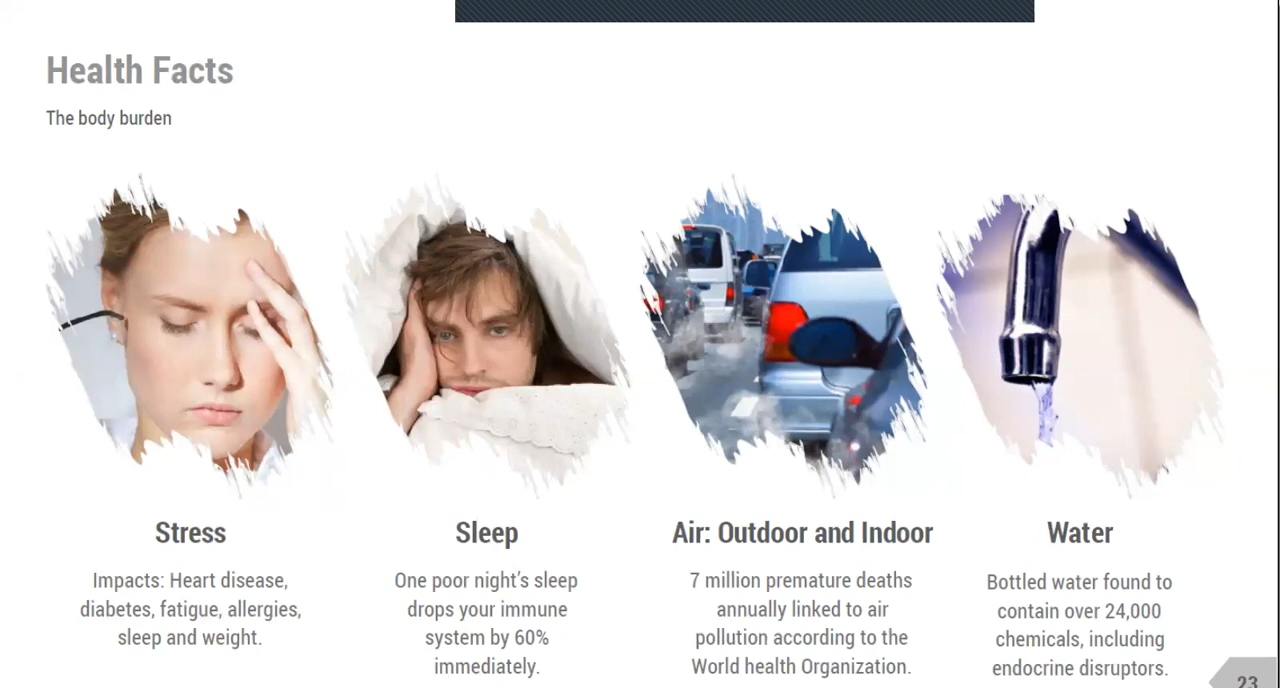 Health Facts
The body burden
Stress
Impacts: Heart disease,
diabetes, fatigue, allergies,
sleep and weight.
Sleep
One poor night’s sleep
drops your immune
system by 60%
immediately.
Air: Outdoor and Indoor
7 million premature deaths
annually linked to air
pollution according to the
World health Organization.
Water
Bottled water found to
contain over 24,000
chemicals, including
endocrine disruptors.
23